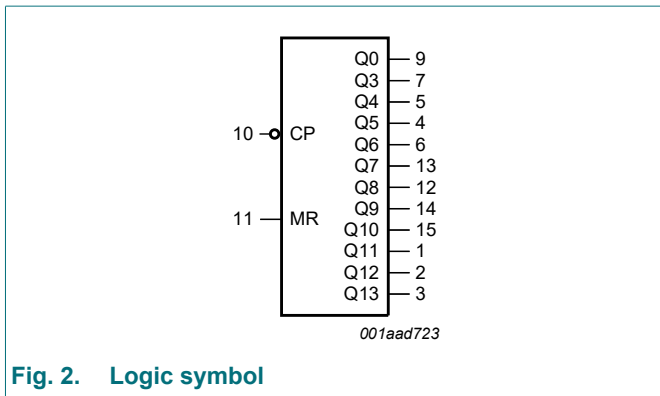 Q0 9
Q3 7
Q4 5
Q5 4
10 CP Q6 6
Q7 13
Q8 12
Q9 14
11 MR Q10 15
Q11 1
Q12 2
Q13 3
001aad723
Fig. 2. Logic symbol